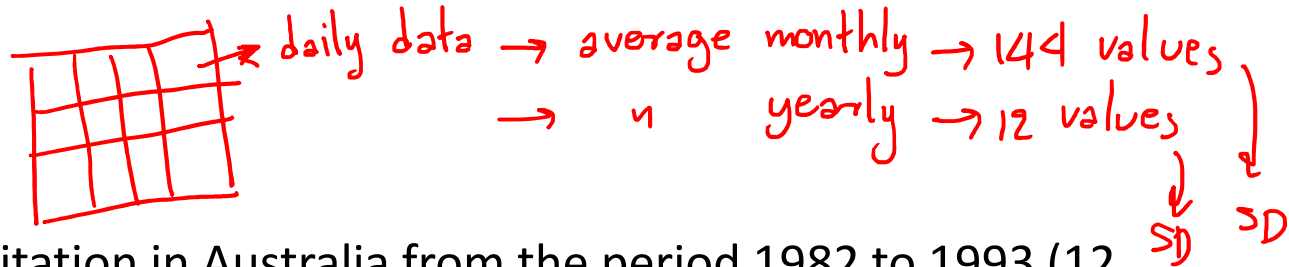 daily data → average monthly → 144 values
→ " yearly → 12 values
SD SD
itation in Australia from the period 1982 to 1993 (12